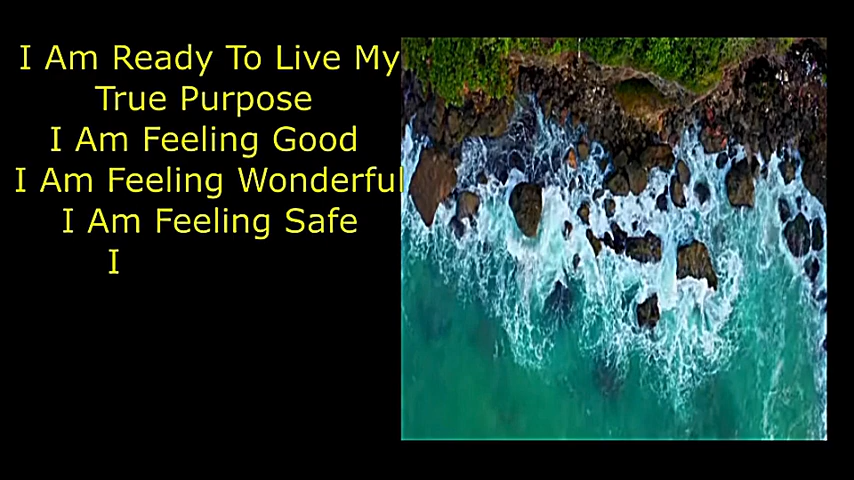 I Am Ready To Live My
True Purpose
I Am Feeling Good
I Am Feeling Wonderful
I Am Feeling Safe
I